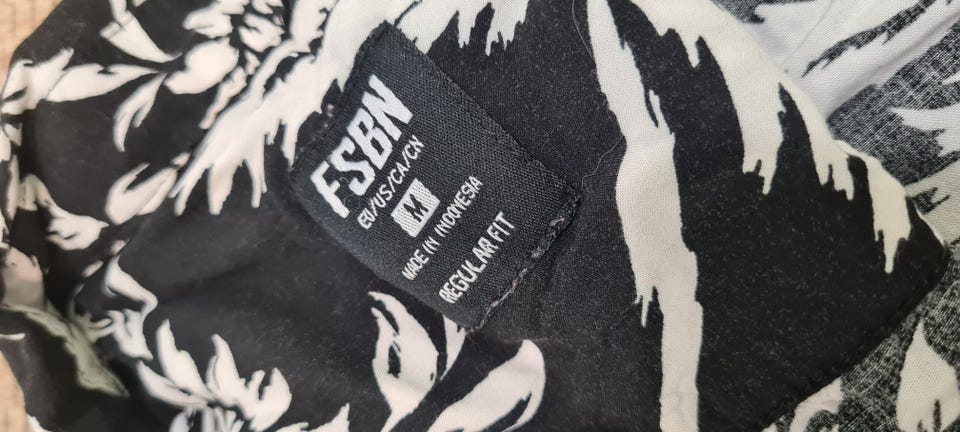 FSBN
EU/US/CA/CN
M
MADE IN INDONESIA
REGULAR FIT